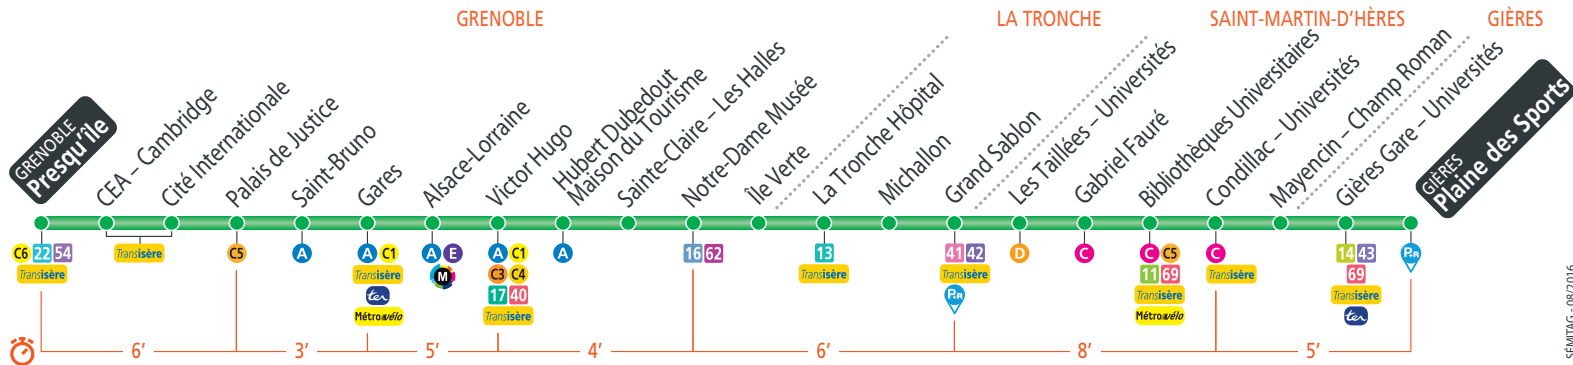 GRENOBLE
LA TRONCHE
SAINT-MARTIN-D'HÈRES
GIÈRES
GRENOBLE
Presqu'île
CEA – Cambridge
Cité Internationale
Palais de Justice
Saint-Bruno
Gares
Alsace-Lorraine
Victor Hugo
Hubert Dubedout
Maison du Tourisme
Sainte-Claire – Les Halles
Notre-Dame Musée
Île Verte
La Tronche Hôpital
Michallon
Grand Sablon
Les Taillées – Universités
Gabriel Fauré
Bibliothèques Universitaires
Condillac – Universités
Mayencin – Champ Roman
Gières Gare – Universités
GIÈRES
Plaine des Sports
C6 22 54
Transisère
Transisère
C5
A
A C1
Transisère
ter
Métrovélo
A E
M
A C1
C3 C4
17 40
Transisère
A
16 62
13
Transisère
41 42
Transisère
P+R
D
C
C C5
11 69
Transisère
Métrovélo
C
Transisère
14 43
69
Transisère
ter
P+R
6'
3'
5'
4'
6'
8'
5'
SÉMITAG - 08/2016